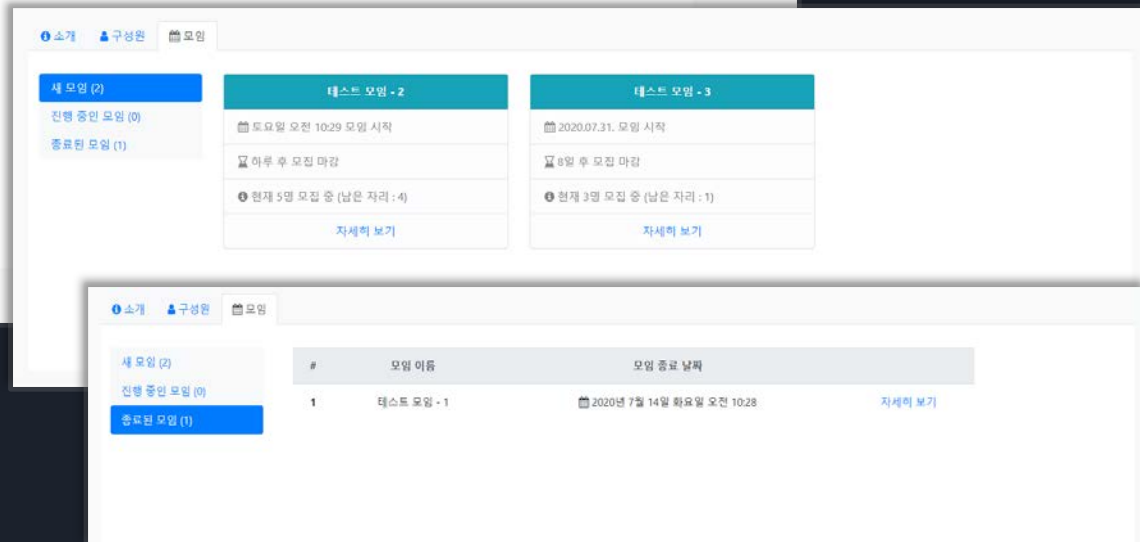 소개 구성원 모임
새 모임 (2)
진행 중인 모임 (0)
종료된 모임 (1)
테스트 모임 - 2
토요일 오전 10:29 모임 시작
하루 후 모집 마감
현재 5명 모집 중 (남은 자리 : 4)
자세히 보기
테스트 모임 - 3
2020.07.31. 모임 시작
8일 후 모집 마감
현재 3명 모집 중 (남은 자리 : 1)
자세히 보기
소개 구성원 모임
새 모임 (2)
진행 중인 모임 (0)
종료된 모임 (1)
# 모임 이름 모임 종료 날짜
1 테스트 모임 - 1 2020년 7월 14일 화요일 오전 10:28 자세히 보기